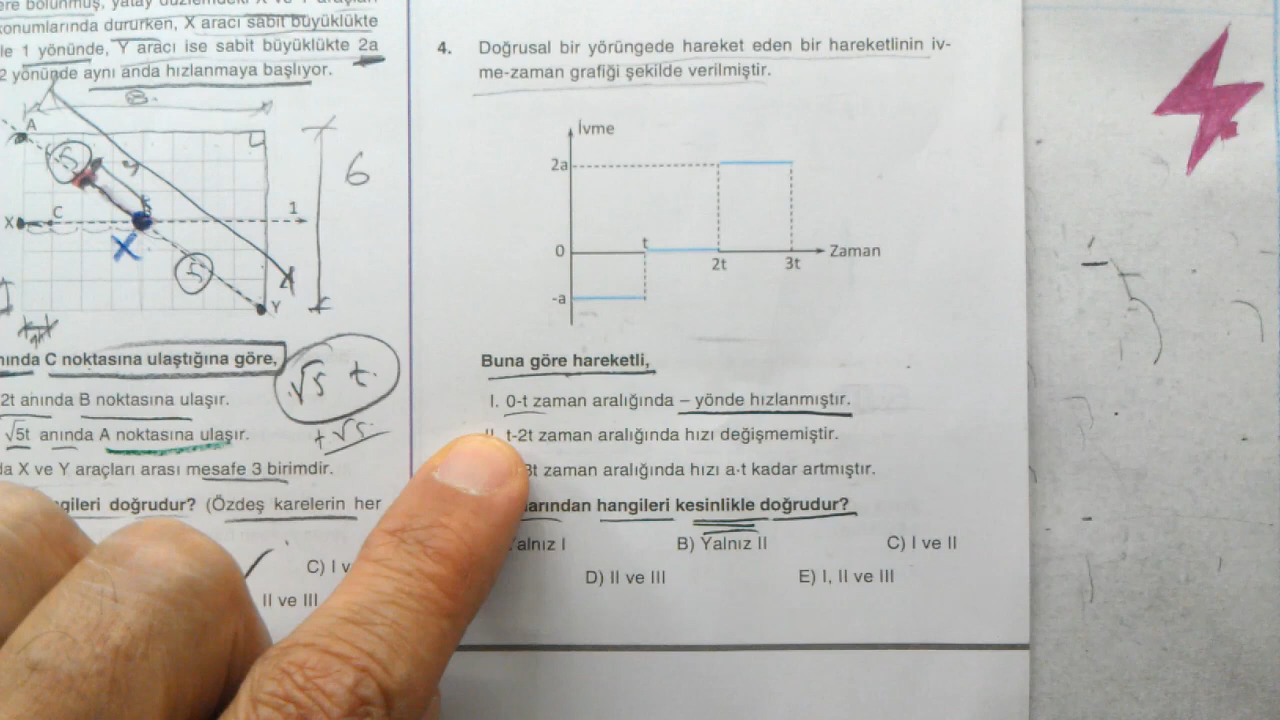 konumlarında dururken, X aracı sabit büyüklükte
le 1 yönünde, Y aracı ise sabit büyüklükte 2a
2 yönünde aynı anda hızlanmaya başlıyor.
8
A
5
6
X
C
1
X
5
Y
C noktasına ulaştığına göre,
√5 t
2t anında B noktasına ulaşır.
√5t anında A noktasına ulaşır.
t√5
X ve Y araçları arası mesafe 3 birimdir.
doğrudur? (Özdeş karelerin her
C) I
II ve III
4. Doğrusal bir yörüngede hareket eden bir hareketlinin iv-
me-zaman grafiği şekilde verilmiştir.
İvme
2a
0
t
2t
3t
Zaman
-a
Buna göre hareketli,
I. 0-t zaman aralığında – yönde hızlanmıştır.
t-2t zaman aralığında hızı değişmemiştir.
3t zaman aralığında hızı a·t kadar artmıştır.
hangileri kesinlikle doğrudur?
I
B) Yalnız II
C) I ve II
D) II ve III
E) I, II ve III